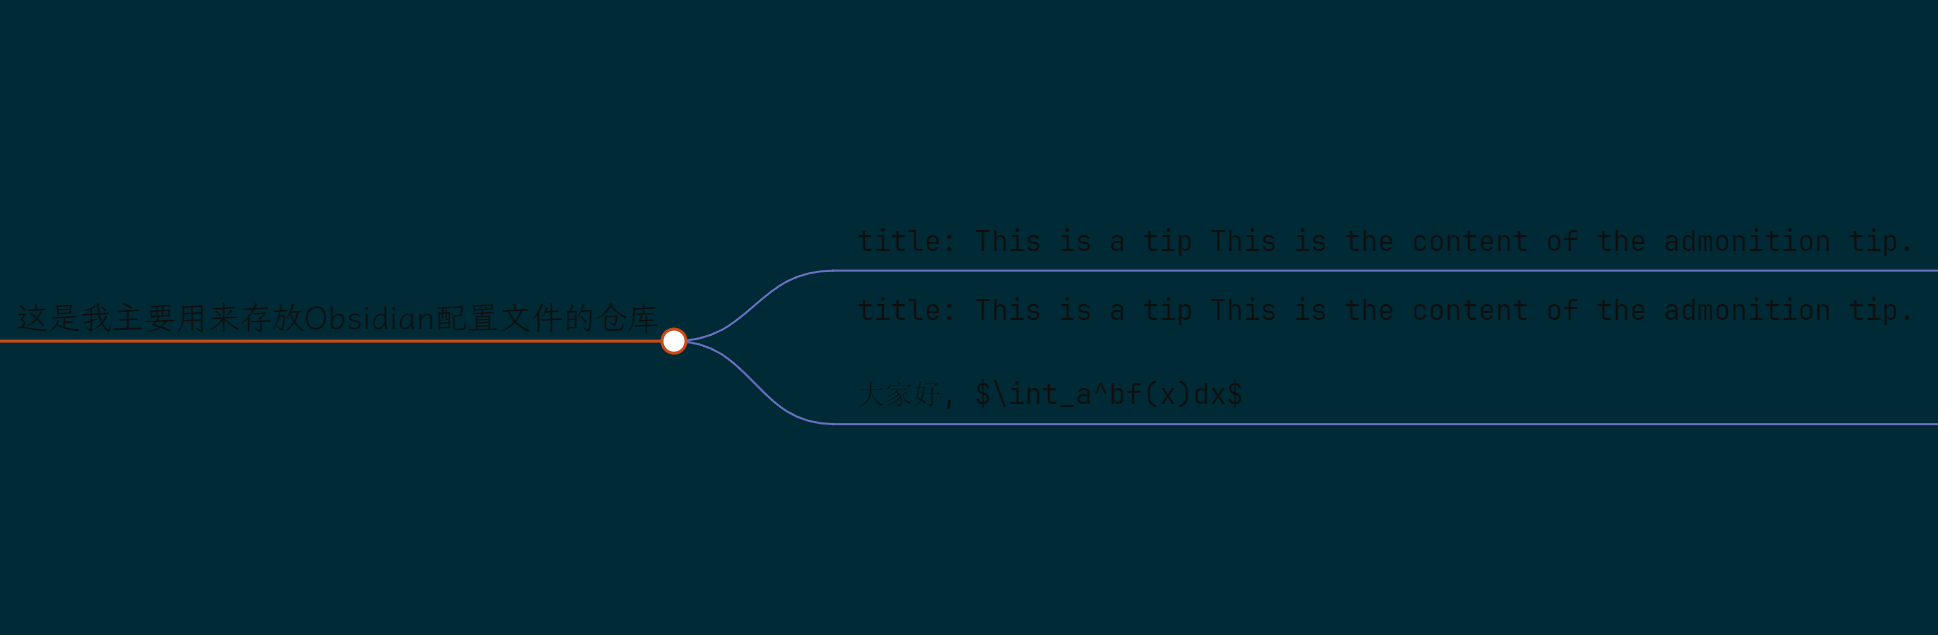 这是我主要用来存放Obsidian配置文件的仓库
title: This is a tip This is the content of the admonition tip.
title: This is a tip This is the content of the admonition tip.
大家好, $\int_a^bf(x)dx$